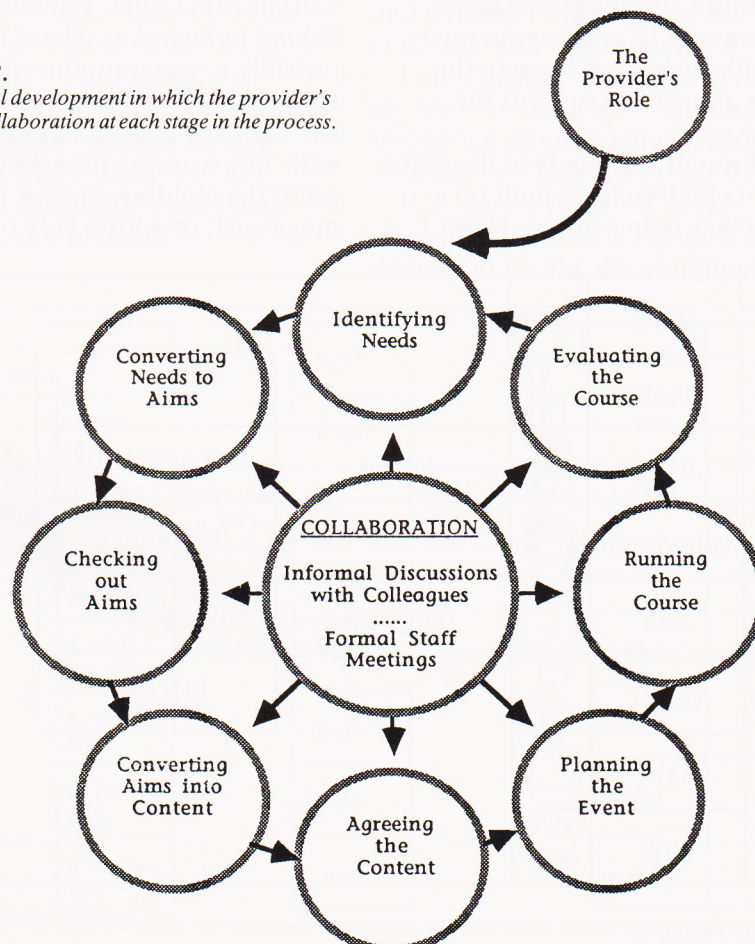 l development in which the provider's
llaboration at each stage in the process.
The
Provider's
Role
Identifying
Needs
Converting
Needs to
Aims
Checking
out
Aims
Converting
Aims into
Content
Agreeing
the
Content
Planning
the
Event
Running
the
Course
Evaluating
the
Course
COLLABORATION
Informal Discussions
with Colleagues
......
Formal Staff
Meetings